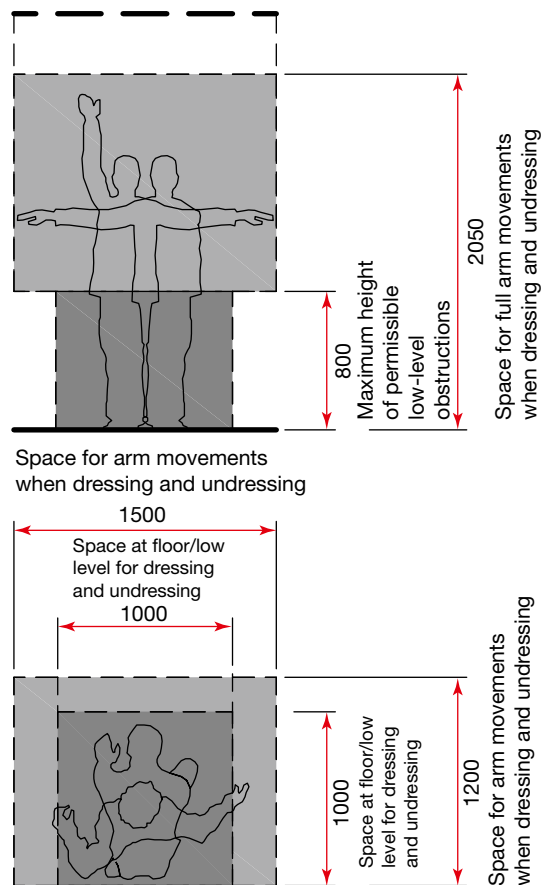 800
Maximum height
of permissible
low-level
obstructions
2050
Space for full arm movements
when dressing and undressing
Space for arm movements
when dressing and undressing
1500
Space at floor/low
level for dressing
and undressing
1000
1000
Space at floor/low
level for dressing
and undressing
1200
Space for arm movements
when dressing and undressing